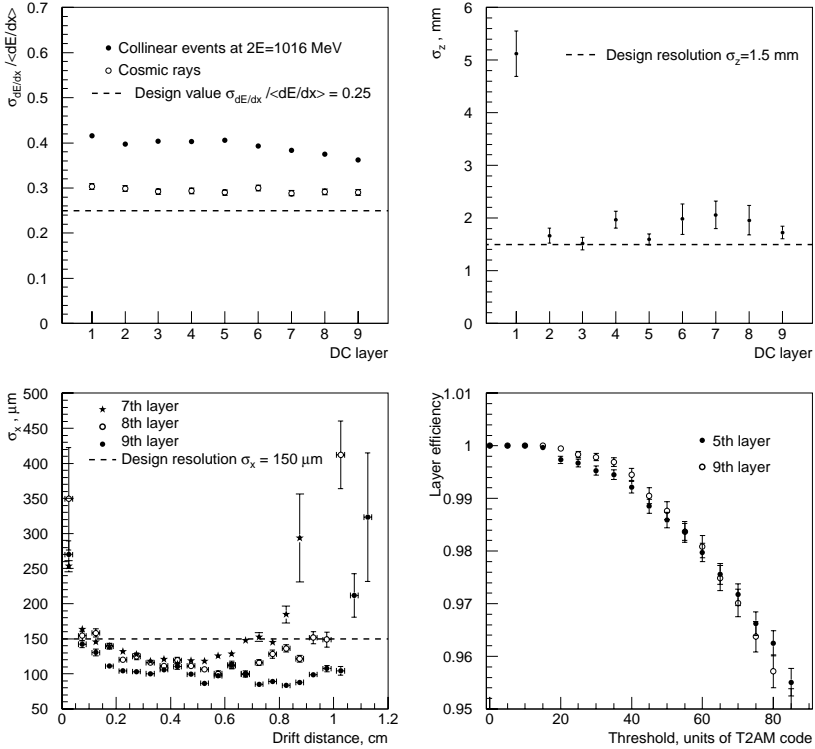 σdE/dx /<dE/dx>
0.7
0.6
0.5
0.4
0.3
0.2
0.1
0
Collinear events at 2E=1016 MeV
Cosmic rays
Design value σdE/dx /<dE/dx> = 0.25
1 2 3 4 5 6 7 8 9
DC layer
σz, mm
6
5
4
3
2
1
0
Design resolution σz=1.5 mm
1 2 3 4 5 6 7 8 9
DC layer
σx , μm
500
450
400
350
300
250
200
150
100
50
7th layer
8th layer
9th layer
Design resolution σx = 150 μm
0 0.2 0.4 0.6 0.8 1 1.2
Drift distance, cm
Layer efficiency
1.01
1
0.99
0.98
0.97
0.96
0.95
5th layer
9th layer
0 20 40 60 80
Threshold, units of T2AM code